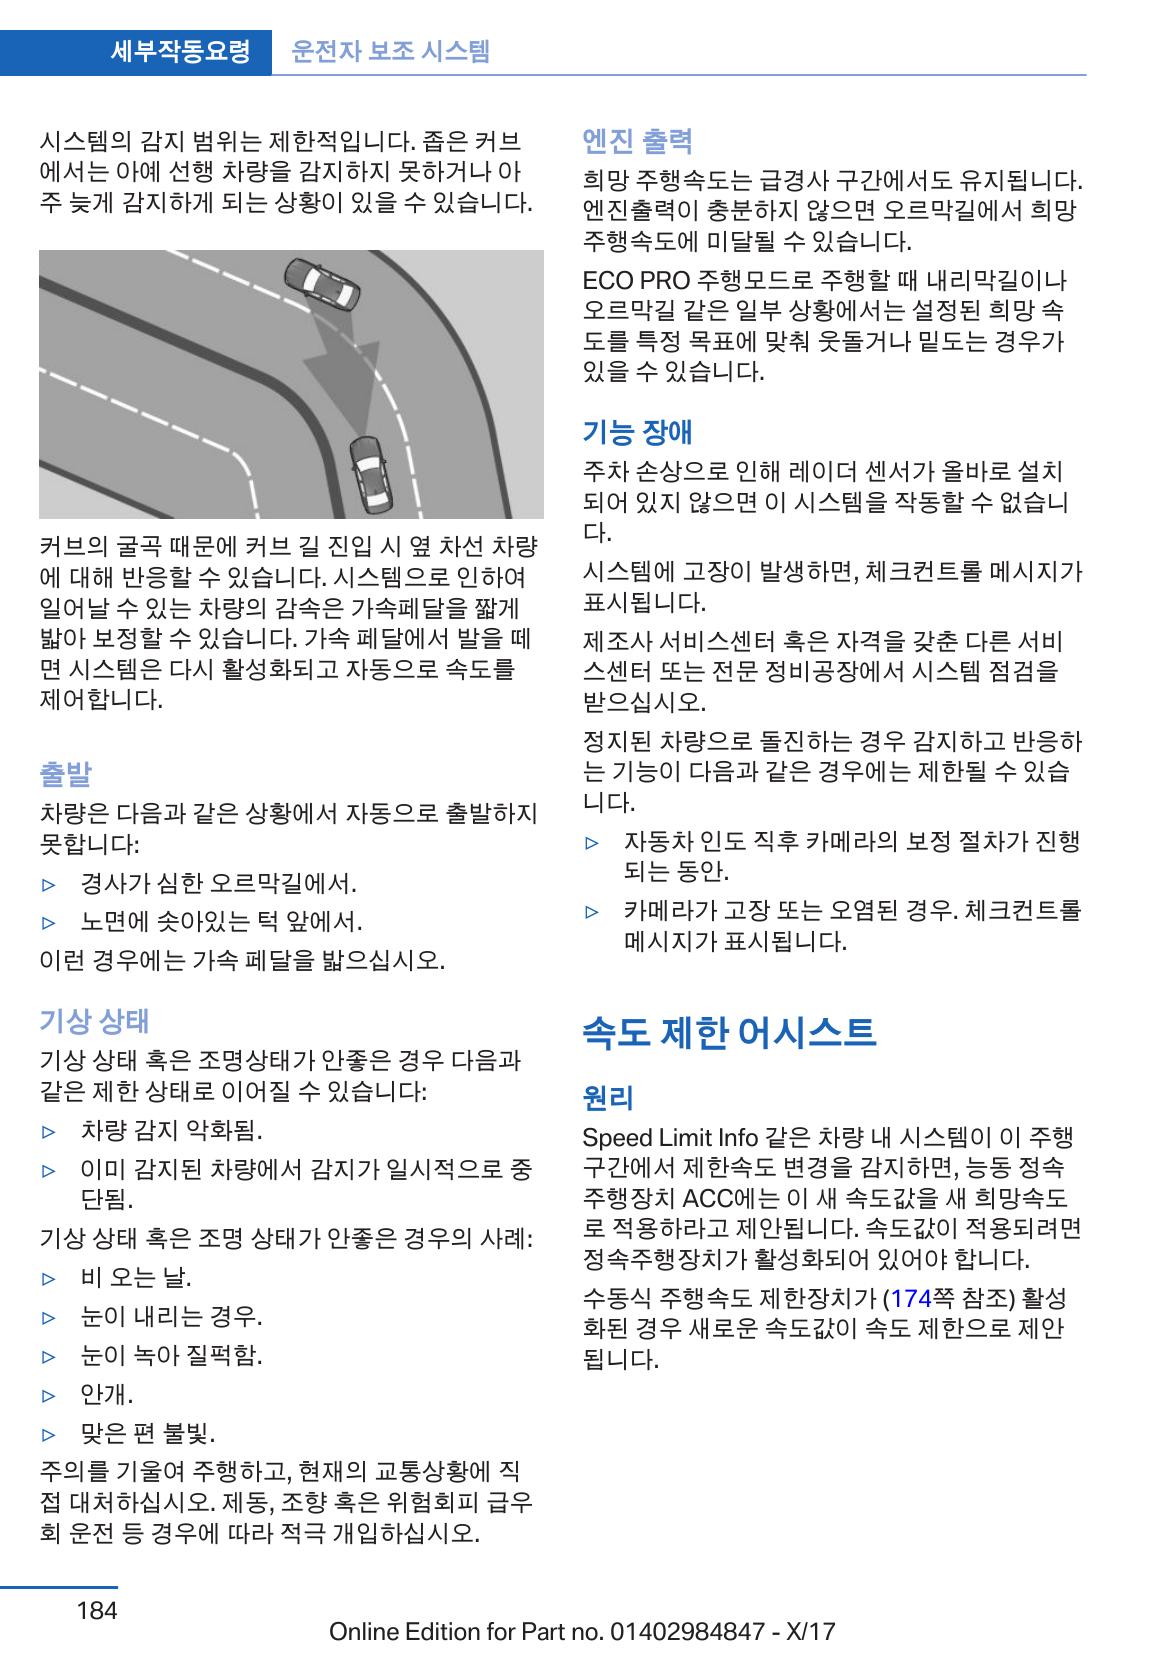 세부작동요령 운전자 보조 시스템
시스템의 감지 범위는 제한적입니다. 좁은 커브
에서는 아예 선행 차량을 감지하지 못하거나 아
주 늦게 감지하게 되는 상황이 있을 수 있습니다.
커브의 굴곡 때문에 커브 길 진입 시 옆 차선 차량
에 대해 반응할 수 있습니다. 시스템으로 인하여
일어날 수 있는 차량의 감속은 가속페달을 짧게
밟아 보정할 수 있습니다. 가속 페달에서 발을 떼
면 시스템은 다시 활성화되고 자동으로 속도를
제어합니다.
출발
차량은 다음과 같은 상황에서 자동으로 출발하지
못합니다:
▷ 경사가 심한 오르막길에서.
▷ 노면에 솟아있는 턱 앞에서.
이런 경우에는 가속 페달을 밟으십시오.
기상 상태
기상 상태 혹은 조명상태가 안좋은 경우 다음과
같은 제한 상태로 이어질 수 있습니다:
▷ 차량 감지 악화됨.
▷ 이미 감지된 차량에서 감지가 일시적으로 중
단됨.
기상 상태 혹은 조명 상태가 안좋은 경우의 사례:
▷ 비 오는 날.
▷ 눈이 내리는 경우.
▷ 눈이 녹아 질퍽함.
▷ 안개.
▷ 맞은 편 불빛.
주의를 기울여 주행하고, 현재의 교통상황에 직
접 대처하십시오. 제동, 조향 혹은 위험회피 급우
회 운전 등 경우에 따라 적극 개입하십시오.
엔진 출력
희망 주행속도는 급경사 구간에서도 유지됩니다.
엔진출력이 충분하지 않으면 오르막길에서 희망
주행속도에 미달될 수 있습니다.
ECO PRO 주행모드로 주행할 때 내리막길이나
오르막길 같은 일부 상황에서는 설정된 희망 속
도를 특정 목표에 맞춰 웃돌거나 밑도는 경우가
있을 수 있습니다.
기능 장애
주차 손상으로 인해 레이더 센서가 올바로 설치
되어 있지 않으면 이 시스템을 작동할 수 없습니
다.
시스템에 고장이 발생하면, 체크컨트롤 메시지가
표시됩니다.
제조사 서비스센터 혹은 자격을 갖춘 다른 서비
스센터 또는 전문 정비공장에서 시스템 점검을
받으십시오.
정지된 차량으로 돌진하는 경우 감지하고 반응하
는 기능이 다음과 같은 경우에는 제한될 수 있습
니다.
▷ 자동차 인도 직후 카메라의 보정 절차가 진행
되는 동안.
▷ 카메라가 고장 또는 오염된 경우. 체크컨트롤
메시지가 표시됩니다.
속도 제한 어시스트
원리
Speed Limit Info 같은 차량 내 시스템이 이 주행
구간에서 제한속도 변경을 감지하면, 능동 정속
주행장치 ACC에는 이 새 속도값을 새 희망속도
로 적용하라고 제안됩니다. 속도값이 적용되려면
정속주행장치가 활성화되어 있어야 합니다.
수동식 주행속도 제한장치가 (174쪽 참조) 활성
화된 경우 새로운 속도값이 속도 제한으로 제안
됩니다.
184
Online Edition for Part no. 01402984847 - X/17